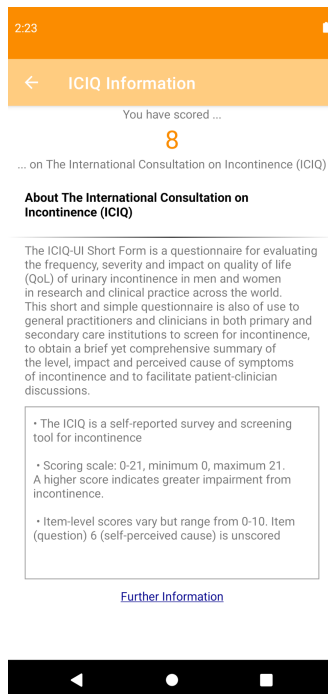 2:23
ICIQ Information
You have scored ...
8
... on The International Consultation on Incontinence (ICIQ)
About The International Consultation on
Incontinence (ICIQ)
The ICIQ-UI Short Form is a questionnaire for evaluating
the frequency, severity and impact on quality of life
(QoL) of urinary incontinence in men and women
in research and clinical practice across the world.
This short and simple questionnaire is also of use to
general practitioners and clinicians in both primary and
secondary care institutions to screen for incontinence,
to obtain a brief yet comprehensive summary of
the level, impact and perceived cause of symptoms
of incontinence and to facilitate patient-clinician
discussions.
• The ICIQ is a self-reported survey and screening
tool for incontinence
• Scoring scale: 0-21, minimum 0, maximum 21.
A higher score indicates greater impairment from
incontinence.
• Item-level scores vary but range from 0-10. Item
(question) 6 (self-perceived cause) is unscored
Further Information